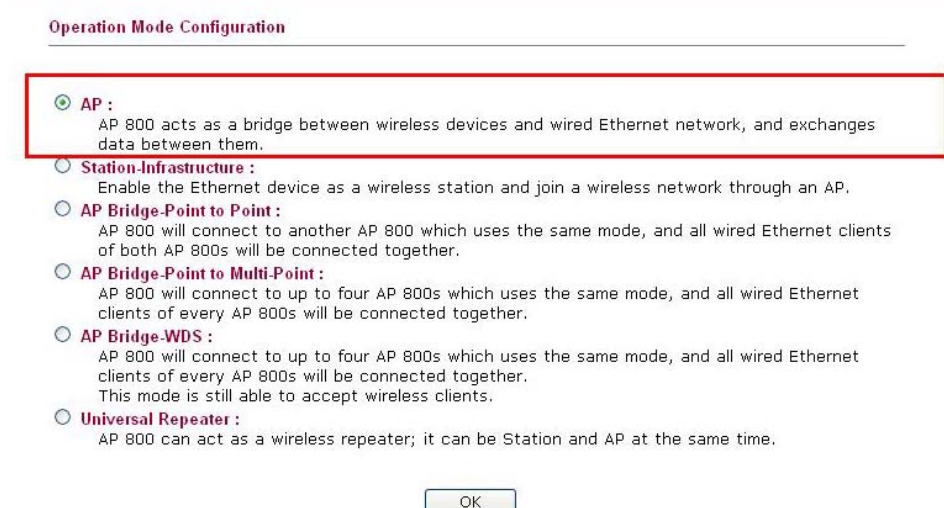 Operation Mode Configuration
AP :
AP 800 acts as a bridge between wireless devices and wired Ethernet network, and exchanges
data between them.
Station-Infrastructure :
Enable the Ethernet device as a wireless station and join a wireless network through an AP.
AP Bridge-Point to Point :
AP 800 will connect to another AP 800 which uses the same mode, and all wired Ethernet clients
of both AP 800s will be connected together.
AP Bridge-Point to Multi-Point :
AP 800 will connect to up to four AP 800s which uses the same mode, and all wired Ethernet
clients of every AP 800s will be connected together.
AP Bridge-WDS :
AP 800 will connect to up to four AP 800s which uses the same mode, and all wired Ethernet
clients of every AP 800s will be connected together.
This mode is still able to accept wireless clients.
Universal Repeater :
AP 800 can act as a wireless repeater; it can be Station and AP at the same time.
OK